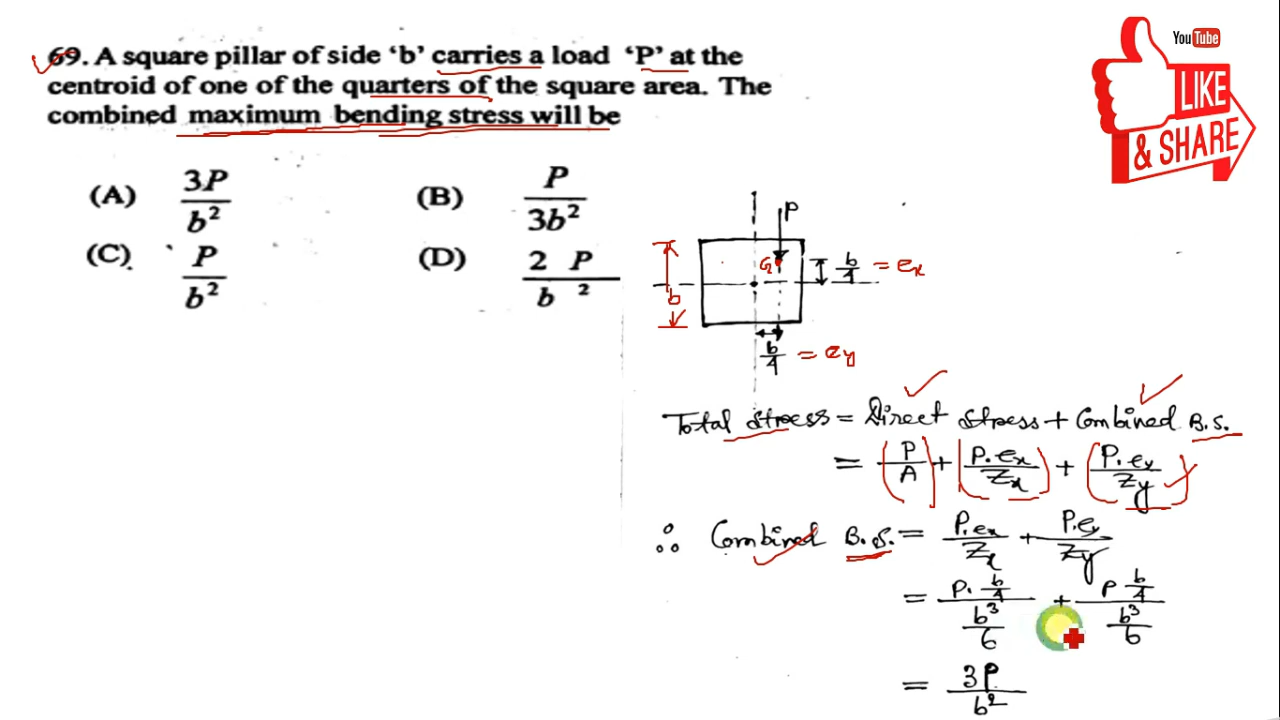 69. A square pillar of side ‘b’ carries a load ‘P’ at the
centroid of one of the quarters of the square area. The
combined maximum bending stress will be
(A) 3P/b² (B) P/3b²
(C) P/b² (D) 2 P/b ²
YouTube
LIKE
& SHARE
P
G
b/4 = ex
b
b/4 = ey
Total stress = Direct stress + Combined B.S.
= (P/A) + (P.ex/Zx) + (P.ey/Zy)
∴ Combined B.S. = P.ex/Zx + P.ey/Zy
= P.b/4/b³/6 + P b/4/b³/6
= 3P/b²